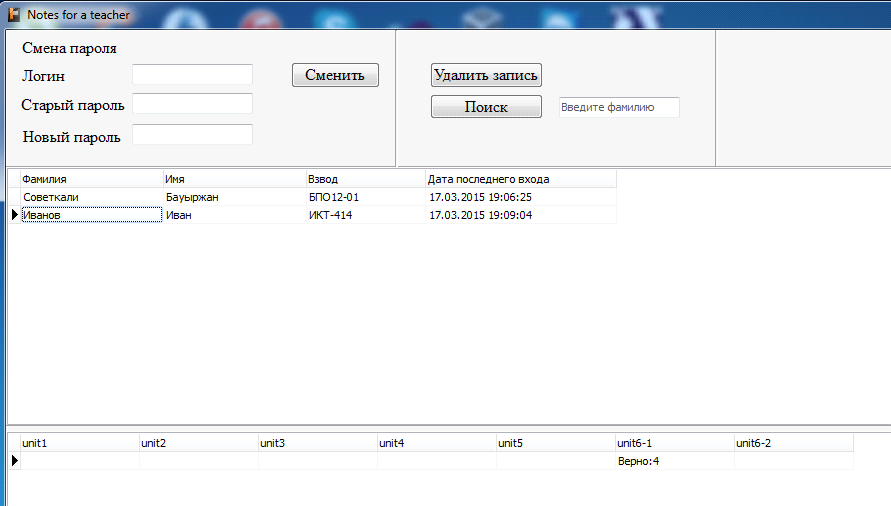 Notes for a teacher
Смена пароля
Логин
Сменить
Удалить запись
Старый пароль
Поиск
Введите фамилию
Новый пароль
Фамилия Имя Взвод Дата последнего входа
Советкали Бауыржан БПО12-01 17.03.2015 19:06:25
Иванов Иван ИКТ-414 17.03.2015 19:09:04
unit1 unit2 unit3 unit4 unit5 unit6-1 unit6-2
Верно:4